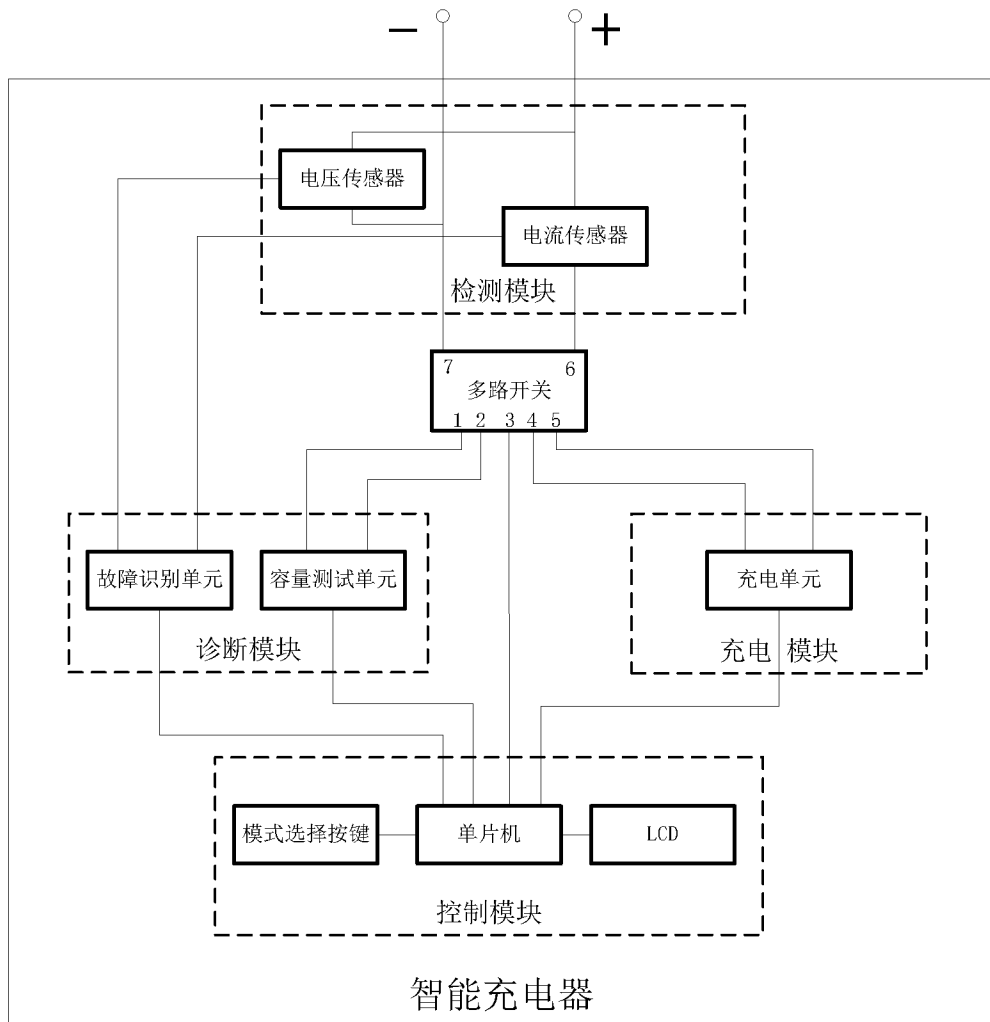 − +
电压传感器
电流传感器
检测模块
7 6
多路开关
1 2 3 4 5
故障识别单元 容量测试单元 充电单元
诊断模块 充电 模块
模式选择按键 单片机 LCD
控制模块
智能充电器